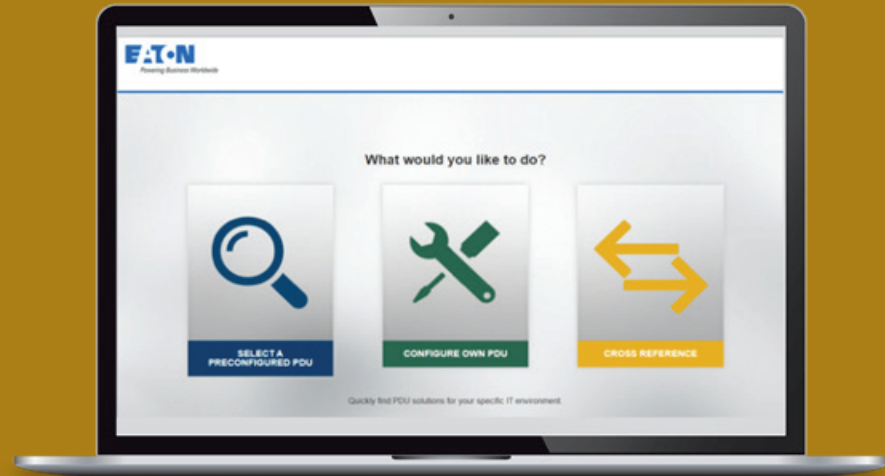 EATON
Powering Business Worldwide
What would you like to do?
SELECT A
PRECONFIGURED PDU
CONFIGURE OWN PDU
CROSS REFERENCE
Quickly find PDU solutions for your specific IT environment.